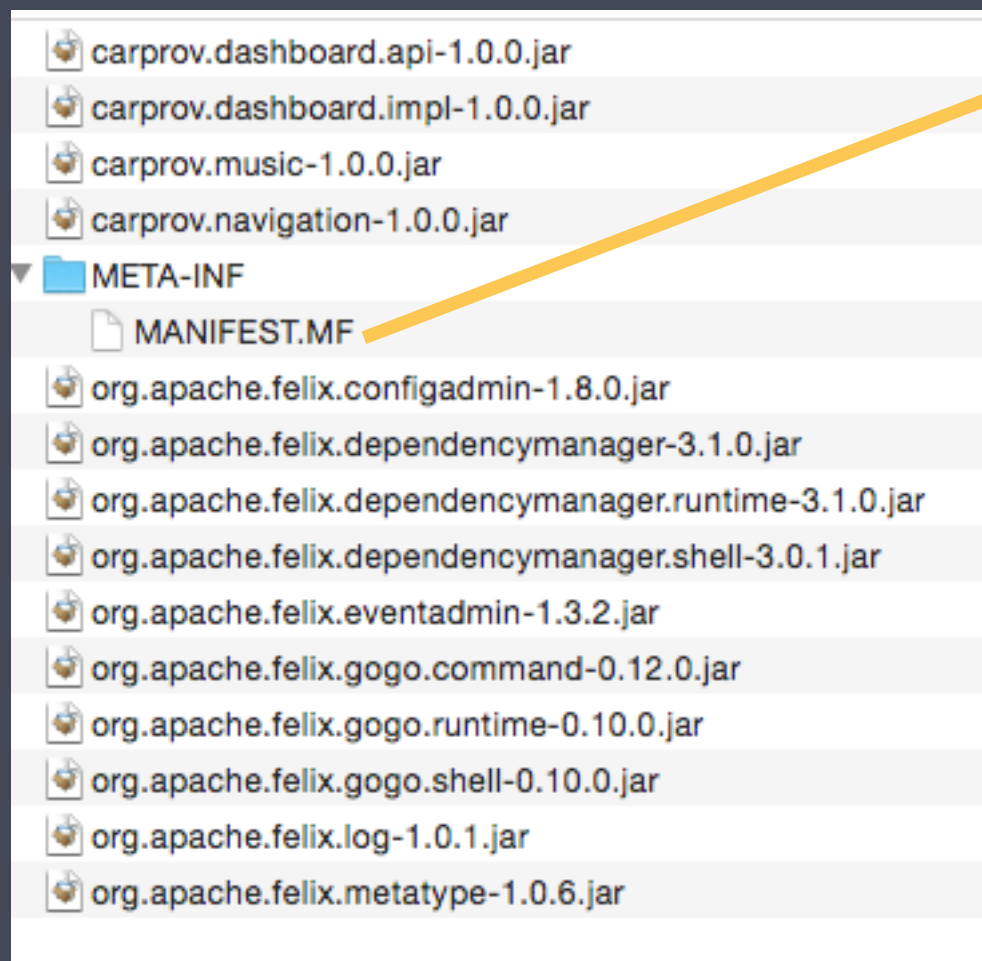 carprov.dashboard.api-1.0.0.jar
carprov.dashboard.impl-1.0.0.jar
carprov.music-1.0.0.jar
carprov.navigation-1.0.0.jar
META-INF
MANIFEST.MF
org.apache.felix.configadmin-1.8.0.jar
org.apache.felix.dependencymanager-3.1.0.jar
org.apache.felix.dependencymanager.runtime-3.1.0.jar
org.apache.felix.dependencymanager.shell-3.0.1.jar
org.apache.felix.eventadmin-1.3.2.jar
org.apache.felix.gogo.command-0.12.0.jar
org.apache.felix.gogo.runtime-0.10.0.jar
org.apache.felix.gogo.shell-0.10.0.jar
org.apache.felix.log-1.0.1.jar
org.apache.felix.metatype-1.0.6.jar